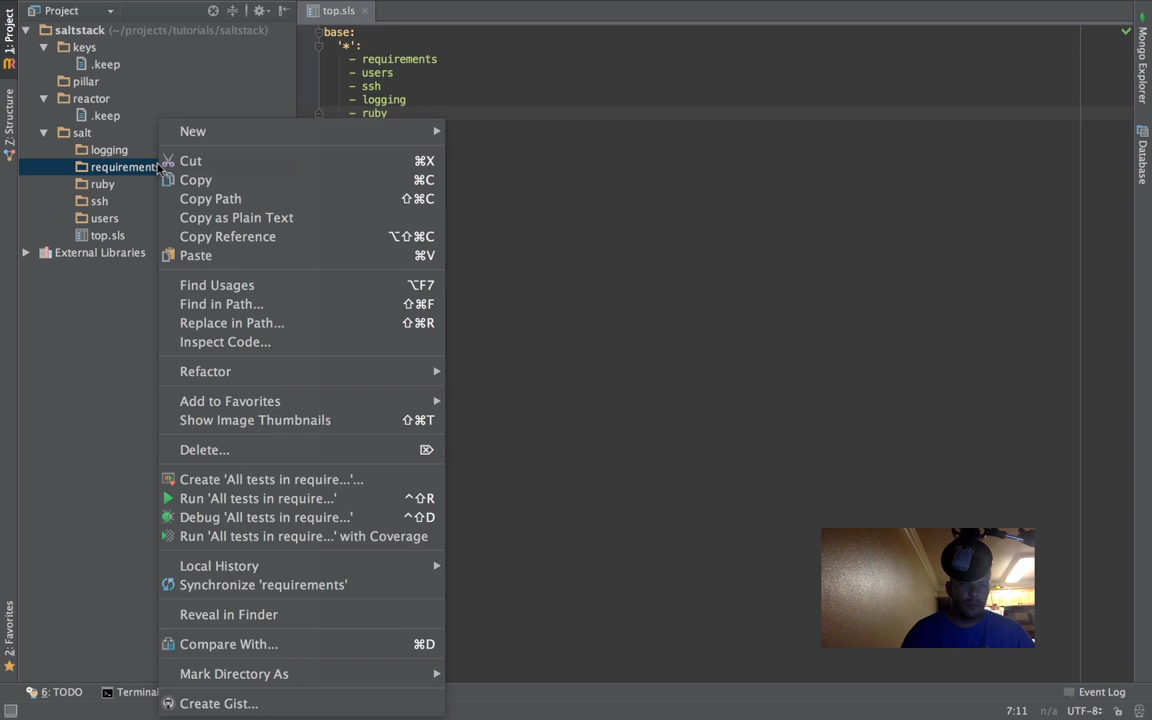 Project
top.sls
saltstack (~/projects/tutorials/saltstack)
keys
.keep
pillar
reactor
.keep
salt
logging
requirement
ruby
ssh
users
top.sls
External Libraries
base:
'*':
- requirements
- users
- ssh
- logging
- ruby
New
Cut ⌘X
Copy ⌘C
Copy Path ⇧⌘C
Copy as Plain Text
Copy Reference ⌥⇧⌘C
Paste ⌘V
Find Usages ⌥F7
Find in Path... ⇧⌘F
Replace in Path... ⇧⌘R
Inspect Code...
Refactor
Add to Favorites
Show Image Thumbnails ⇧⌘T
Delete... ⌦
Create 'All tests in require...'...
Run 'All tests in require...' ^⇧R
Debug 'All tests in require...' ^⇧D
Run 'All tests in require...' with Coverage
Local History
Synchronize 'requirements'
Reveal in Finder
Compare With... ⌘D
Mark Directory As
Create Gist...
1: Project
Z: Structure
2: Favorites
Mongo Explorer
Database
6: TODO
Terminal
Event Log
7:11 n/a UTF-8